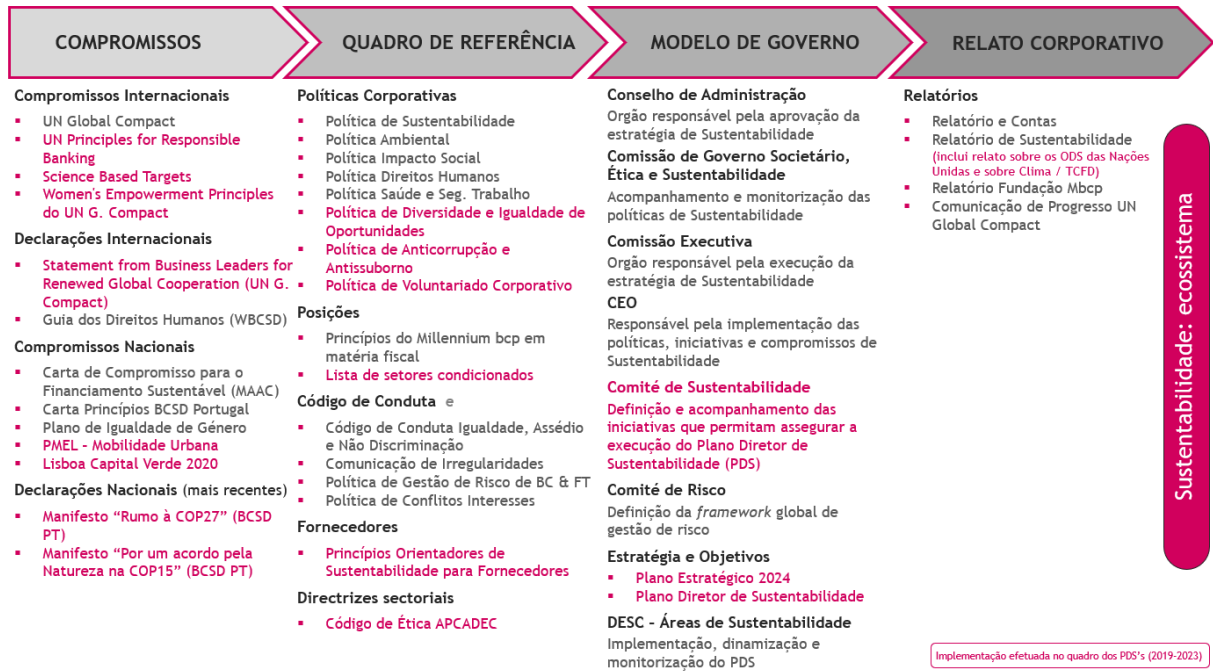 COMPROMISSOS
QUADRO DE REFERÊNCIA
MODELO DE GOVERNO
RELATO CORPORATIVO
Compromissos Internacionais
▪ UN Global Compact
▪ UN Principles for Responsible
Banking
▪ Science Based Targets
▪ Women's Empowerment Principles
do UN G. Compact
Declarações Internacionais
▪ Statement from Business Leaders for
Renewed Global Cooperation (UN G.
Compact)
▪ Guia dos Direitos Humanos (WBCSD)
Compromissos Nacionais
▪ Carta de Compromisso para o
Financiamento Sustentável (MAAC)
▪ Carta Princípios BCSD Portugal
▪ Plano de Igualdade de Género
▪ PMEL - Mobilidade Urbana
▪ Lisboa Capital Verde 2020
Declarações Nacionais (mais recentes)
▪ Manifesto “Rumo à COP27” (BCSD
PT)
▪ Manifesto “Por um acordo pela
Natureza na COP15” (BCSD PT)
Políticas Corporativas
▪ Política de Sustentabilidade
▪ Política Ambiental
▪ Política Impacto Social
▪ Política Direitos Humanos
▪ Política Saúde e Seg. Trabalho
▪ Política de Diversidade e Igualdade de
Oportunidades
▪ Política de Anticorrupção e
Antissuborno
▪ Política de Voluntariado Corporativo
Posições
▪ Princípios do Millennium bcp em
matéria fiscal
▪ Lista de setores condicionados
Código de Conduta e
▪ Código de Conduta Igualdade, Assédio
e Não Discriminação
▪ Comunicação de Irregularidades
▪ Política de Gestão de Risco de BC & FT
▪ Política de Conflitos Interesses
Fornecedores
▪ Princípios Orientadores de
Sustentabilidade para Fornecedores
Directrizes sectoriais
▪ Código de Ética APCADEC
Conselho de Administração
Orgão responsável pela aprovação da
estratégia de Sustentabilidade
Comissão de Governo Societário,
Ética e Sustentabilidade
Acompanhamento e monitorização das
políticas de Sustentabilidade
Comissão Executiva
Orgão responsável pela execução da
estratégia de Sustentabilidade
CEO
Responsável pela implementação das
políticas, iniciativas e compromissos de
Sustentabilidade
Comité de Sustentabilidade
Definição e acompanhamento das
iniciativas que permitam assegurar a
execução do Plano Diretor de
Sustentabilidade (PDS)
Comité de Risco
Definição da framework global de
gestão de risco
Estratégia e Objetivos
▪ Plano Estratégico 2024
▪ Plano Diretor de Sustentabilidade
DESC - Áreas de Sustentabilidade
Implementação, dinamização e
monitorização do PDS
Relatórios
▪ Relatório e Contas
▪ Relatório de Sustentabilidade
(inclui relato sobre os ODS das Nações
Unidas e sobre Clima / TCFD)
▪ Relatório Fundação Mbcp
▪ Comunicação de Progresso UN
Global Compact
Sustentabilidade: ecossistema
Implementação efetuada no quadro dos PDS's (2019-2023)